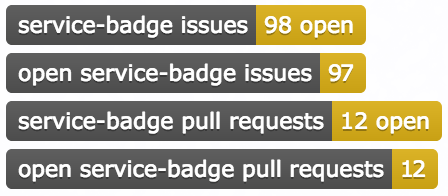 service-badge issues 98 open
open service-badge issues 97
service-badge pull requests 12 open
open service-badge pull requests 12